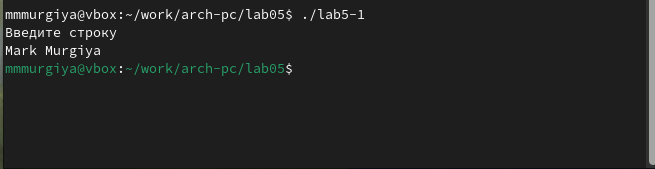 mmmurgiya@vbox:~/work/arch-pc/lab05$ ./lab5-1
Введите строку
Mark Murgiya
mmmurgiya@vbox:~/work/arch-pc/lab05$